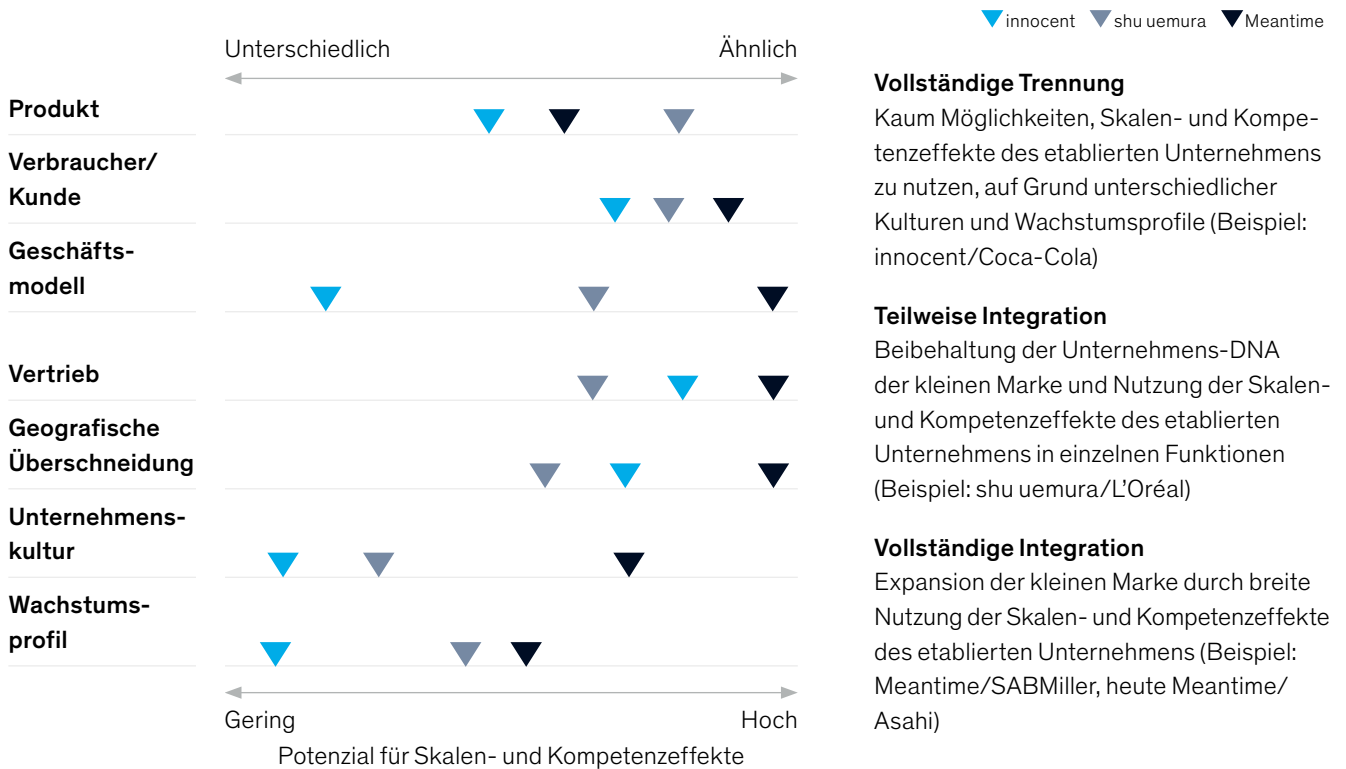 innocent shu uemura Meantime
Unterschiedlich Ähnlich
Produkt
Verbraucher/
Kunde
Geschäfts-
modell
Vertrieb
Geografische
Überschneidung
Unternehmens-
kultur
Wachstums-
profil
Gering Hoch
Potenzial für Skalen- und Kompetenzeffekte
Vollständige Trennung
Kaum Möglichkeiten, Skalen- und Kompe-
tenzeffekte des etablierten Unternehmens
zu nutzen, auf Grund unterschiedlicher
Kulturen und Wachstumsprofile (Beispiel:
innocent/Coca-Cola)
Teilweise Integration
Beibehaltung der Unternehmens-DNA
der kleinen Marke und Nutzung der Skalen-
und Kompetenzeffekte des etablierten
Unternehmens in einzelnen Funktionen
(Beispiel: shu uemura/L’Oréal)
Vollständige Integration
Expansion der kleinen Marke durch breite
Nutzung der Skalen- und Kompetenzeffekte
des etablierten Unternehmens (Beispiel:
Meantime/SABMiller, heute Meantime/
Asahi)